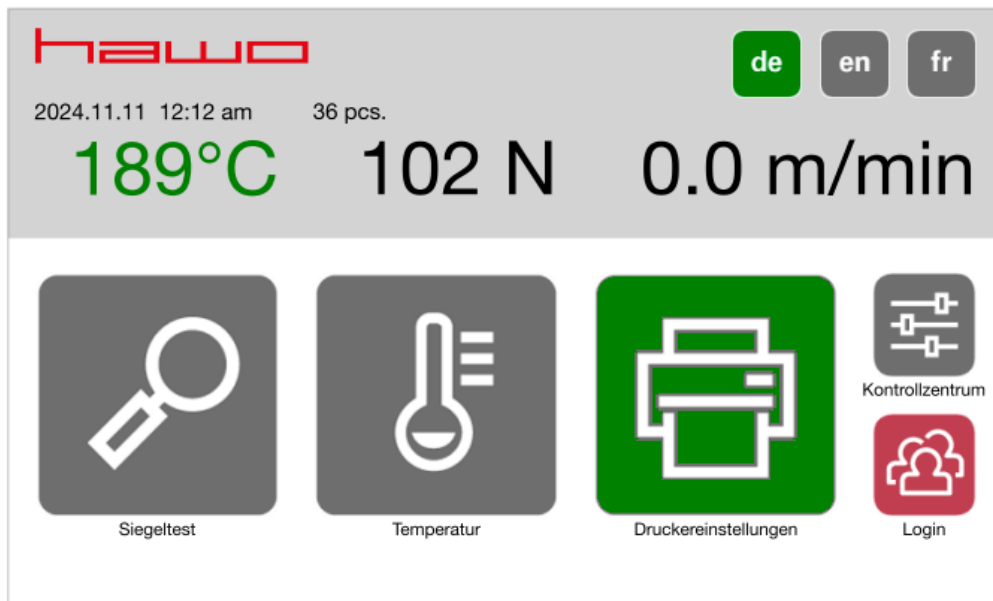 hawo
de en fr
2024.11.11 12:12 am 36 pcs.
189°C 102 N 0.0 m/min
Kontrollzentrum
Siegeltest Temperatur Druckereinstellungen Login